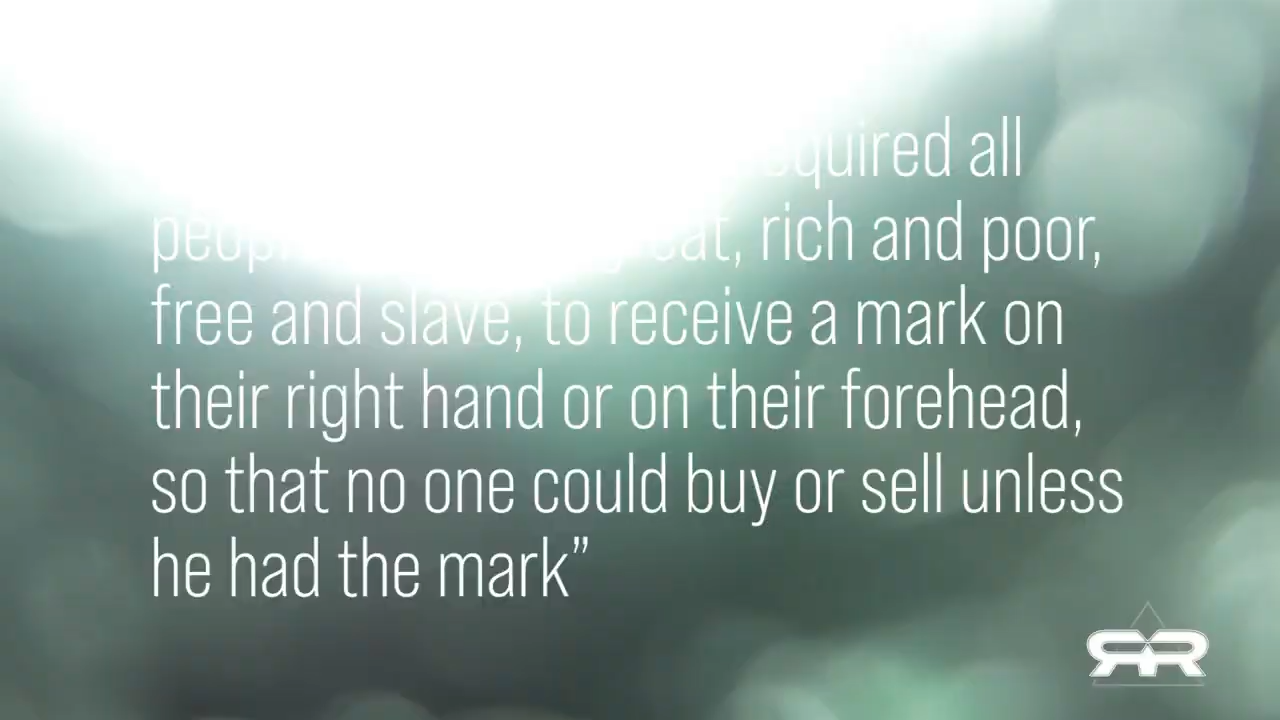 all
rich and poor,
free and slave, to receive a mark on
their right hand or on their forehead,
so that no one could buy or sell unless
he had the mark”
RR